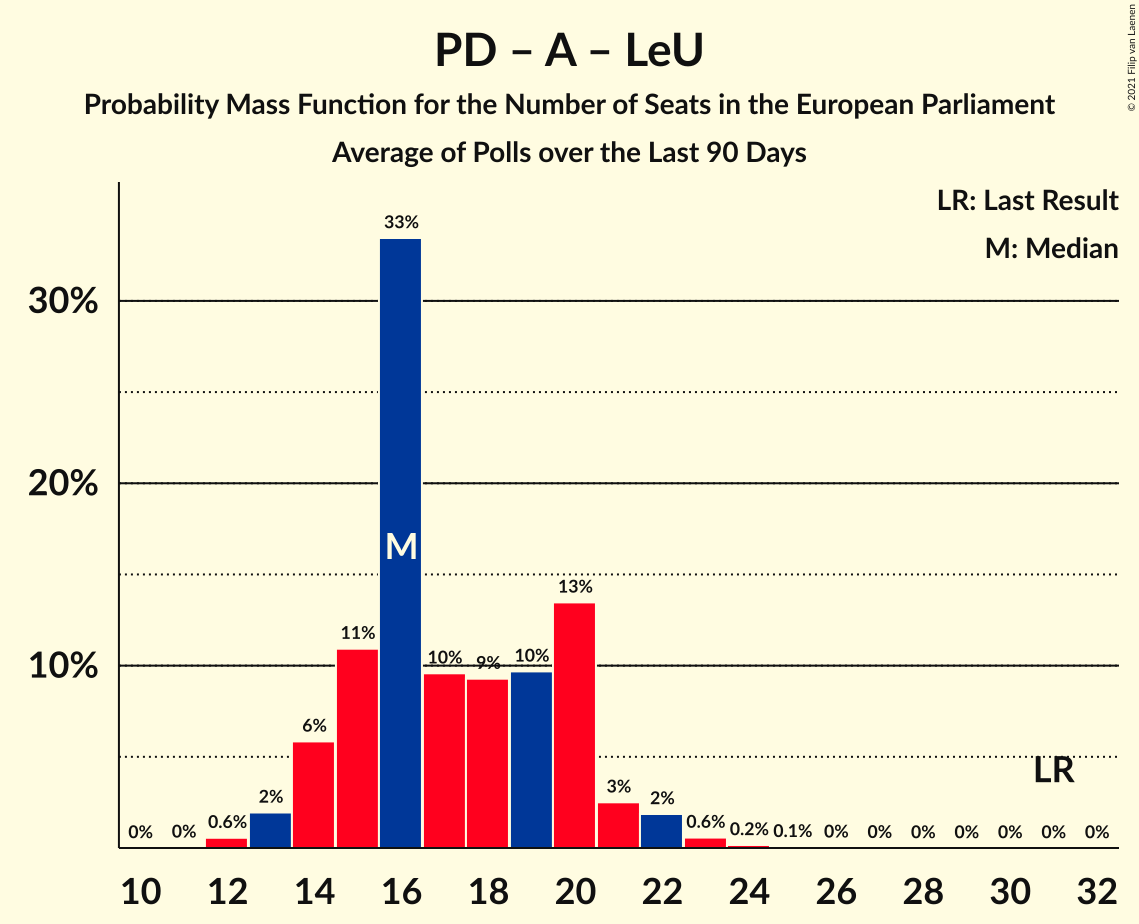 PD – A – LeU
Probability Mass Function for the Number of Seats in the European Parliament
Average of Polls over the Last 90 Days
© 2021 Filip van Laenen
LR: Last Result
M: Median
33%
30%
20%
M
13%
11%
10%
10%
9%
10%
6%
LR
3%
2%
2%
0%
0%
0.6%
0.6%
0.2%
0.1%
0%
0%
0%
0%
0%
0%
0%
10 12 14 16 18 20 22 24 26 28 30 32